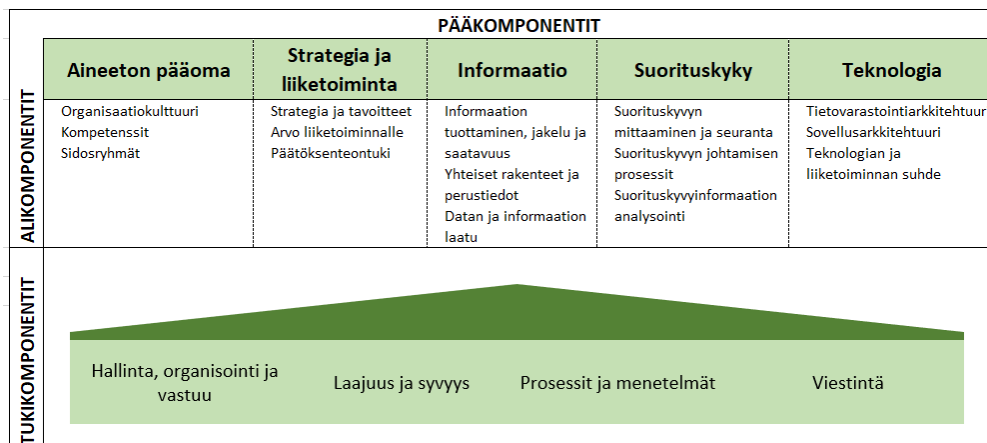 PÄÄKOMPONENTIT
Aineeton pääoma
Strategia ja
liiketoiminta
Informaatio
Suorituskyky
Teknologia
ALIKOMPONENTIT
Organisaatiokulttuuri
Kompetenssit
Sidosryhmät
Strategia ja tavoitteet
Arvo liiketoiminnalle
Päätöksenteontuki
Informaation
tuottaminen, jakelu ja
saatavuus
Yhteiset rakenteet ja
perustiedot
Datan ja informaation
laatu
Suorituskyvyn
mittaaminen ja seuranta
Suorituskyvyn johtamisen
prosessit
Suorituskyvyinformaation
analysointi
Tietovarastointiarkkitehtuuri
Sovellusarkkitehtuuri
Teknologian ja
liiketoiminnan suhde
TUKIKOMPONENTIT
Hallinta, organisointi ja
vastuu
Laajuus ja syvyys
Prosessit ja menetelmät
Viestintä